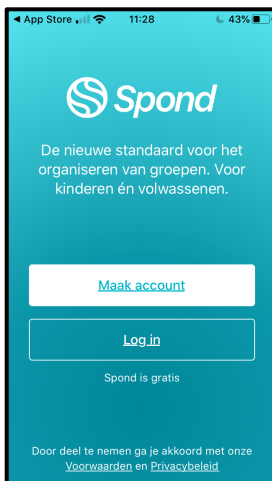 App Store 11:28 43%
Spond
De nieuwe standaard voor het
organiseren van groepen. Voor
kinderen én volwassenen.
Maak account
Log in
Spond is gratis
Door deel te nemen ga je akkoord met onze
Voorwaarden en Privacybeleid